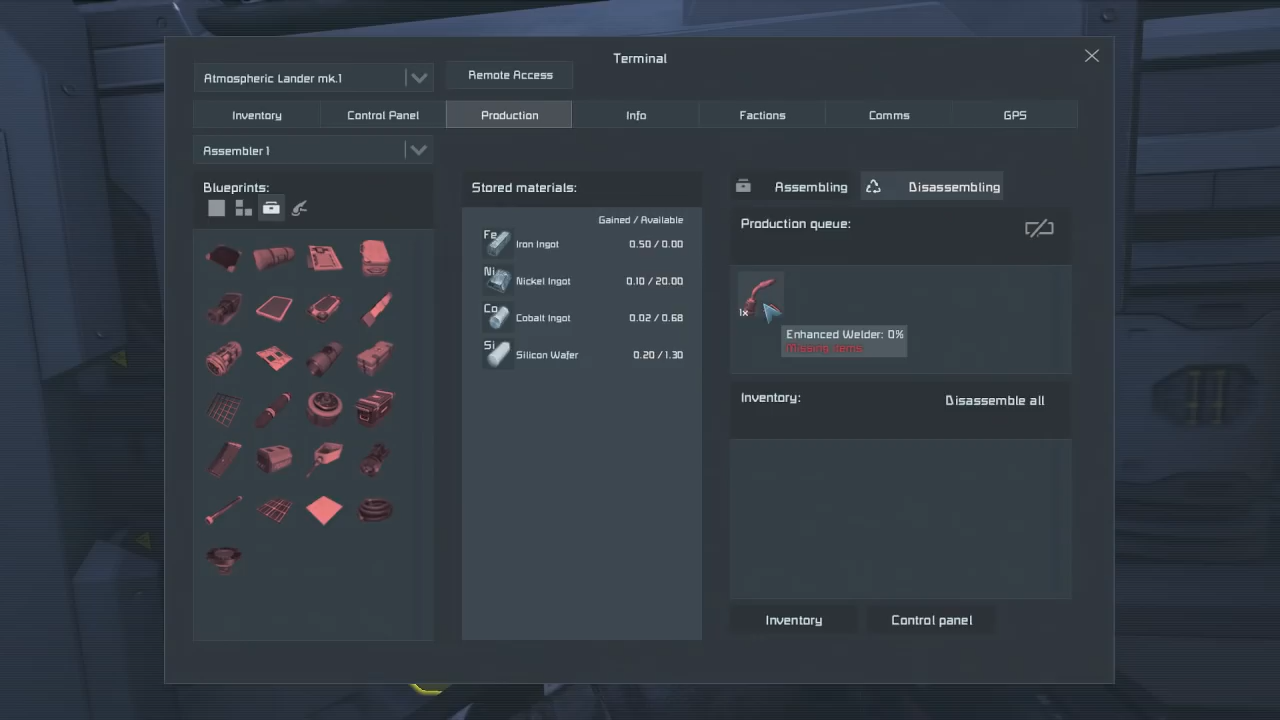 Terminal
Atmospheric Lander mk.1
Remote Access
Inventory
Control Panel
Production
Info
Factions
Comms
GPS
Assembler 1
Blueprints:
Stored materials:
Gained / Available
Fe
Iron Ingot
0.50 / 0.00
Ni
Nickel Ingot
0.10 / 20.00
Co
Cobalt Ingot
0.02 / 0.68
Si
Silicon Wafer
0.20 / 1.30
Assembling
Disassembling
Production queue:
1x
Enhanced Welder: 0%
Missing items
Inventory:
Disassemble all
Inventory
Control panel